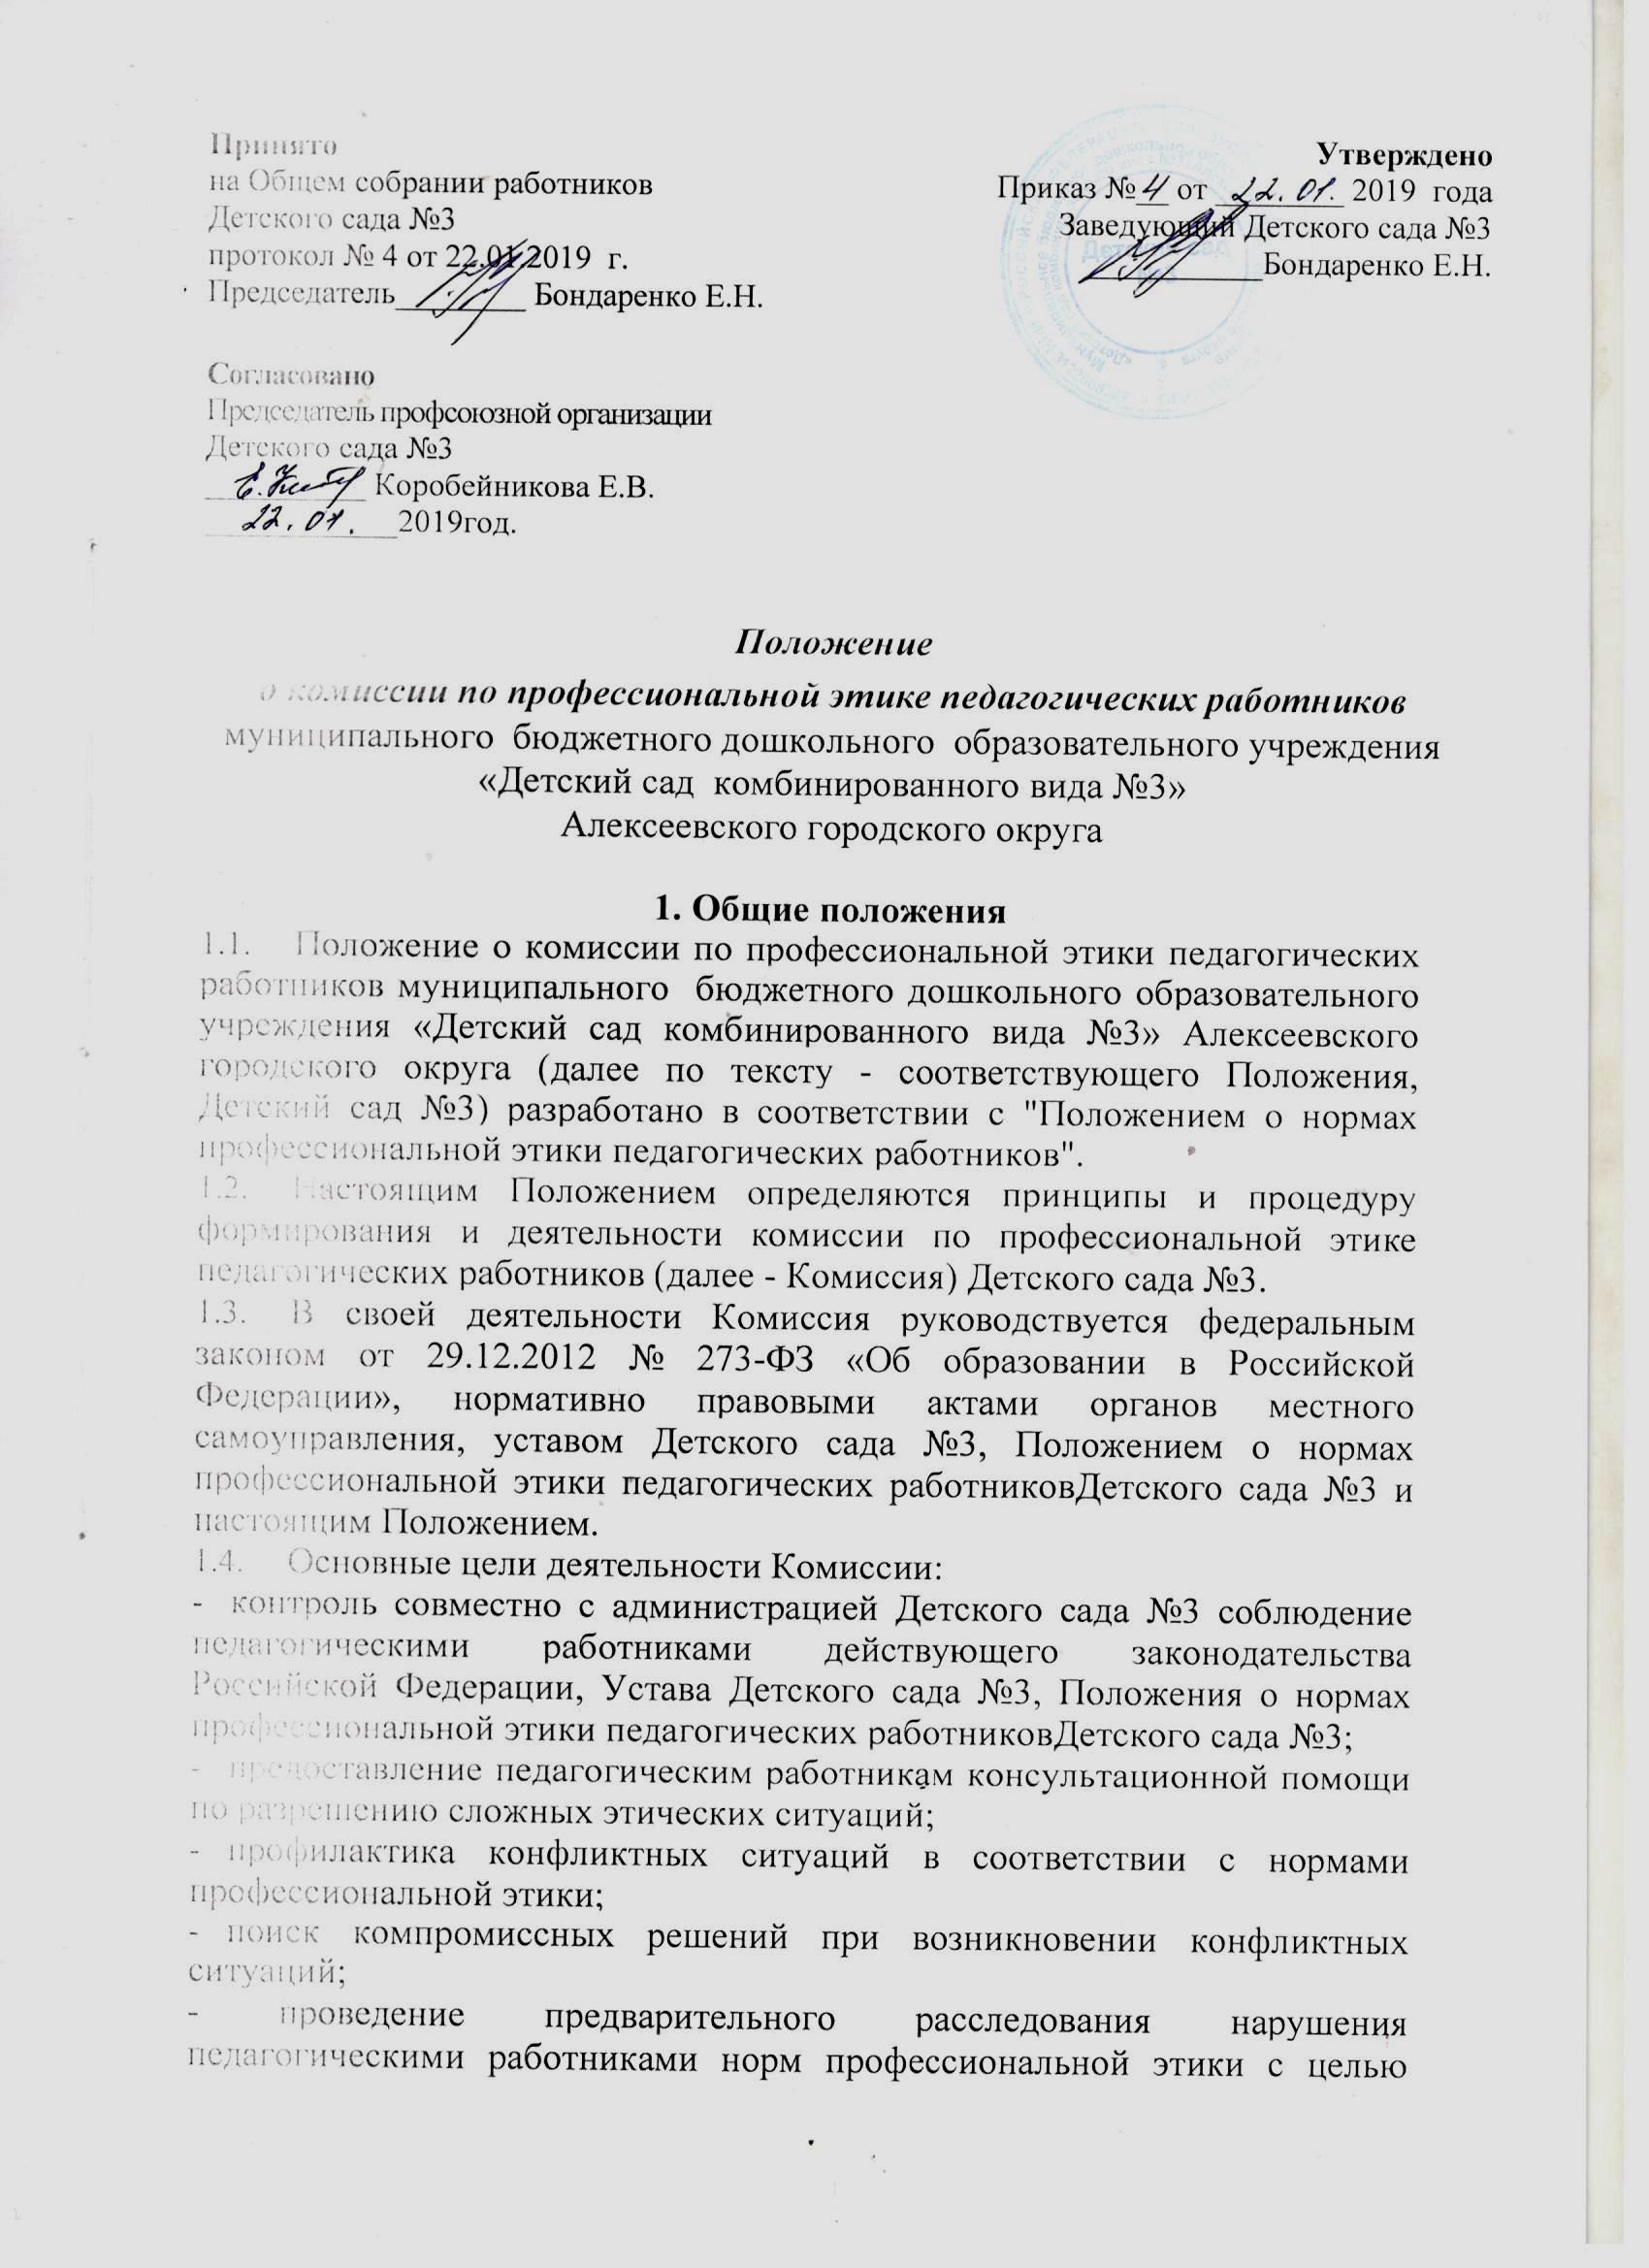 Принято
на Общем собрании работников
Детского сада №3
протокол № 4 от 22.01.2019 г.
Председатель________ Бондаренко Е.Н.
Утверждено
Приказ №4 от 22.01. 2019 года
Заведующий Детского сада №3
___________Бондаренко Е.Н.
Согласовано
Председатель профсоюзной организации
Детского сада №3
__________ Коробейникова Е.В.
22.01. 2019год.
Положение
о комиссии по профессиональной этике педагогических работников
муниципального бюджетного дошкольного образовательного учреждения
«Детский сад комбинированного вида №3»
Алексеевского городского округа
1. Общие положения
1.1. Положение о комиссии по профессиональной этики педагогических
работников муниципального бюджетного дошкольного образовательного
учреждения «Детский сад комбинированного вида №3» Алексеевского
городского округа (далее по тексту - соответствующего Положения,
Детский сад №3) разработано в соответствии с "Положением о нормах
профессиональной этики педагогических работников".
1.2. Настоящим Положением определяются принципы и процедуру
формирования и деятельности комиссии по профессиональной этике
педагогических работников (далее - Комиссия) Детского сада №3.
1.3. В своей деятельности Комиссия руководствуется федеральным
законом от 29.12.2012 № 273-ФЗ «Об образовании в Российской
Федерации», нормативно правовыми актами органов местного
самоуправления, уставом Детского сада №3, Положением о нормах
профессиональной этики педагогических работниковДетского сада №3 и
настоящим Положением.
1.4. Основные цели деятельности Комиссии:
- контроль совместно с администрацией Детского сада №3 соблюдение
педагогическими работниками действующего законодательства
Российской Федерации, Устава Детского сада №3, Положения о нормах
профессиональной этики педагогических работниковДетского сада №3;
- предоставление педагогическим работникам консультационной помощи
по разрешению сложных этических ситуаций;
- профилактика конфликтных ситуаций в соответствии с нормами
профессиональной этики;
- поиск компромиссных решений при возникновении конфликтных
ситуаций;
- проведение предварительного расследования нарушения
педагогическими работниками норм профессиональной этики с целью